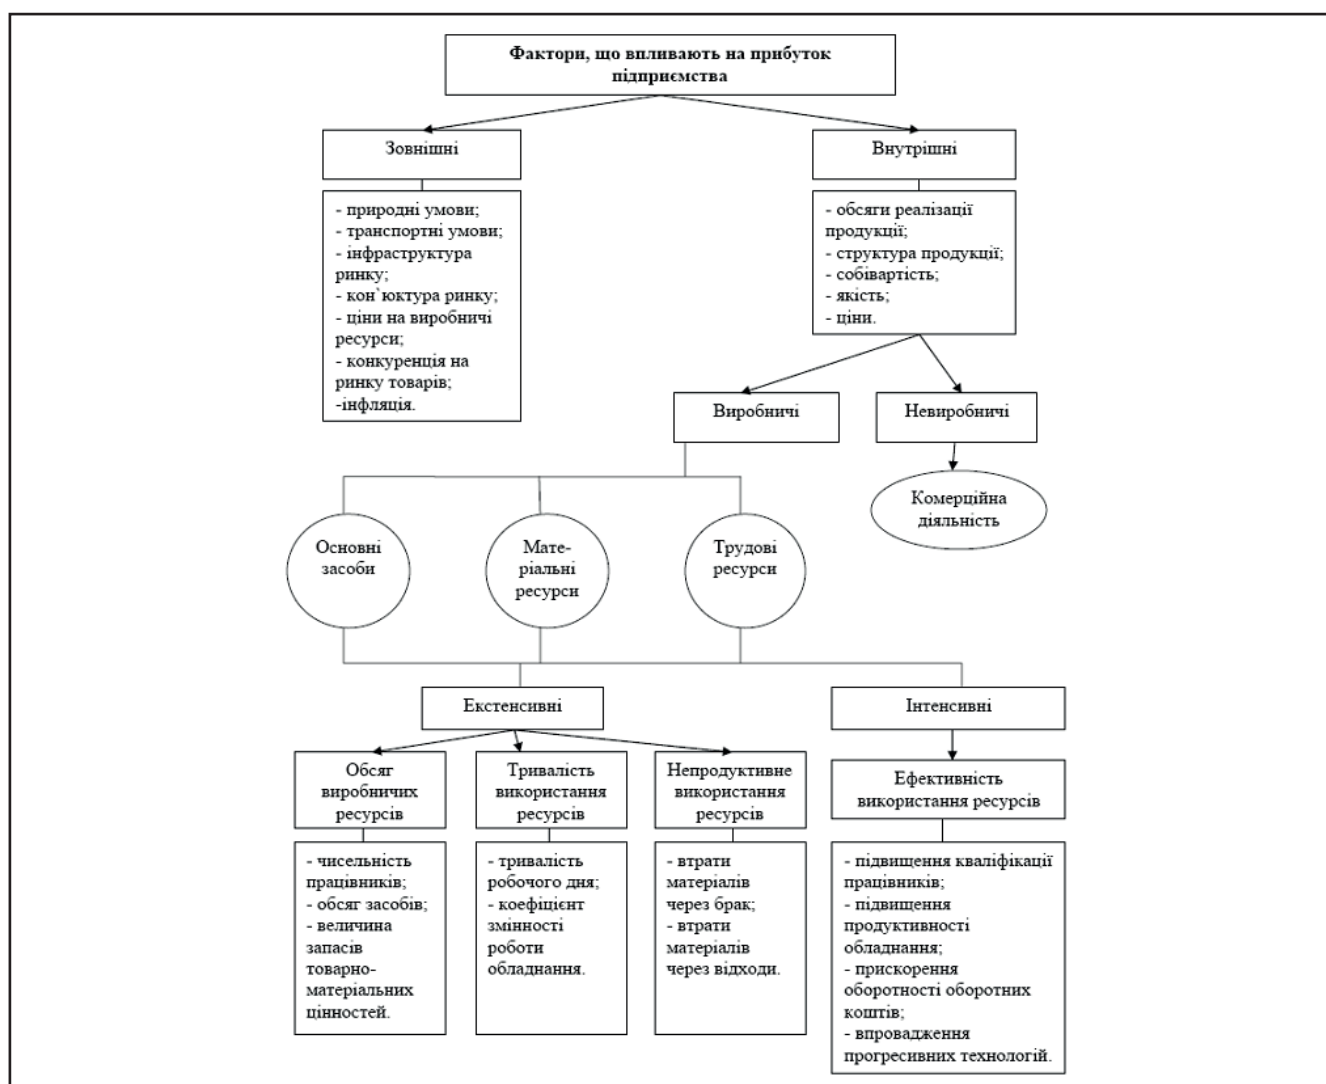 Фактори, що впливають на прибуток
підприємства
Зовнішні
Внутрішні
- природні умови;
- транспортні умови;
- інфраструктура
ринку;
- кон`юктура ринку;
- ціни на виробничі
ресурси;
- конкуренція на
ринку товарів;
-інфляція.
- обсяги реалізації
продукції;
- структура продукції;
- собівартість;
- якість;
- ціни.
Виробничі
Невиробничі
Комерційна
діяльність
Основні
засоби
Мате-
ріальні
ресурси
Трудові
ресурси
Екстенсивні
Інтенсивні
Обсяг
виробничих
ресурсів
Тривалість
використання
ресурсів
Непродуктивне
використання
ресурсів
Ефективність
використання ресурсів
- чисельність
працівників;
- обсяг засобів;
- величина
запасів
товарно-
матеріальних
цінностей.
- тривалість
робочого дня;
- коефіцієнт
змінності
роботи
обладнання.
- втрати
матеріалів
через брак;
- втрати
матеріалів
через відходи.
- підвищення кваліфікації
працівників;
- підвищення
продуктивності
обладнання;
- прискорення
оборотності оборотних
коштів;
- впровадження
прогресивних технологій.